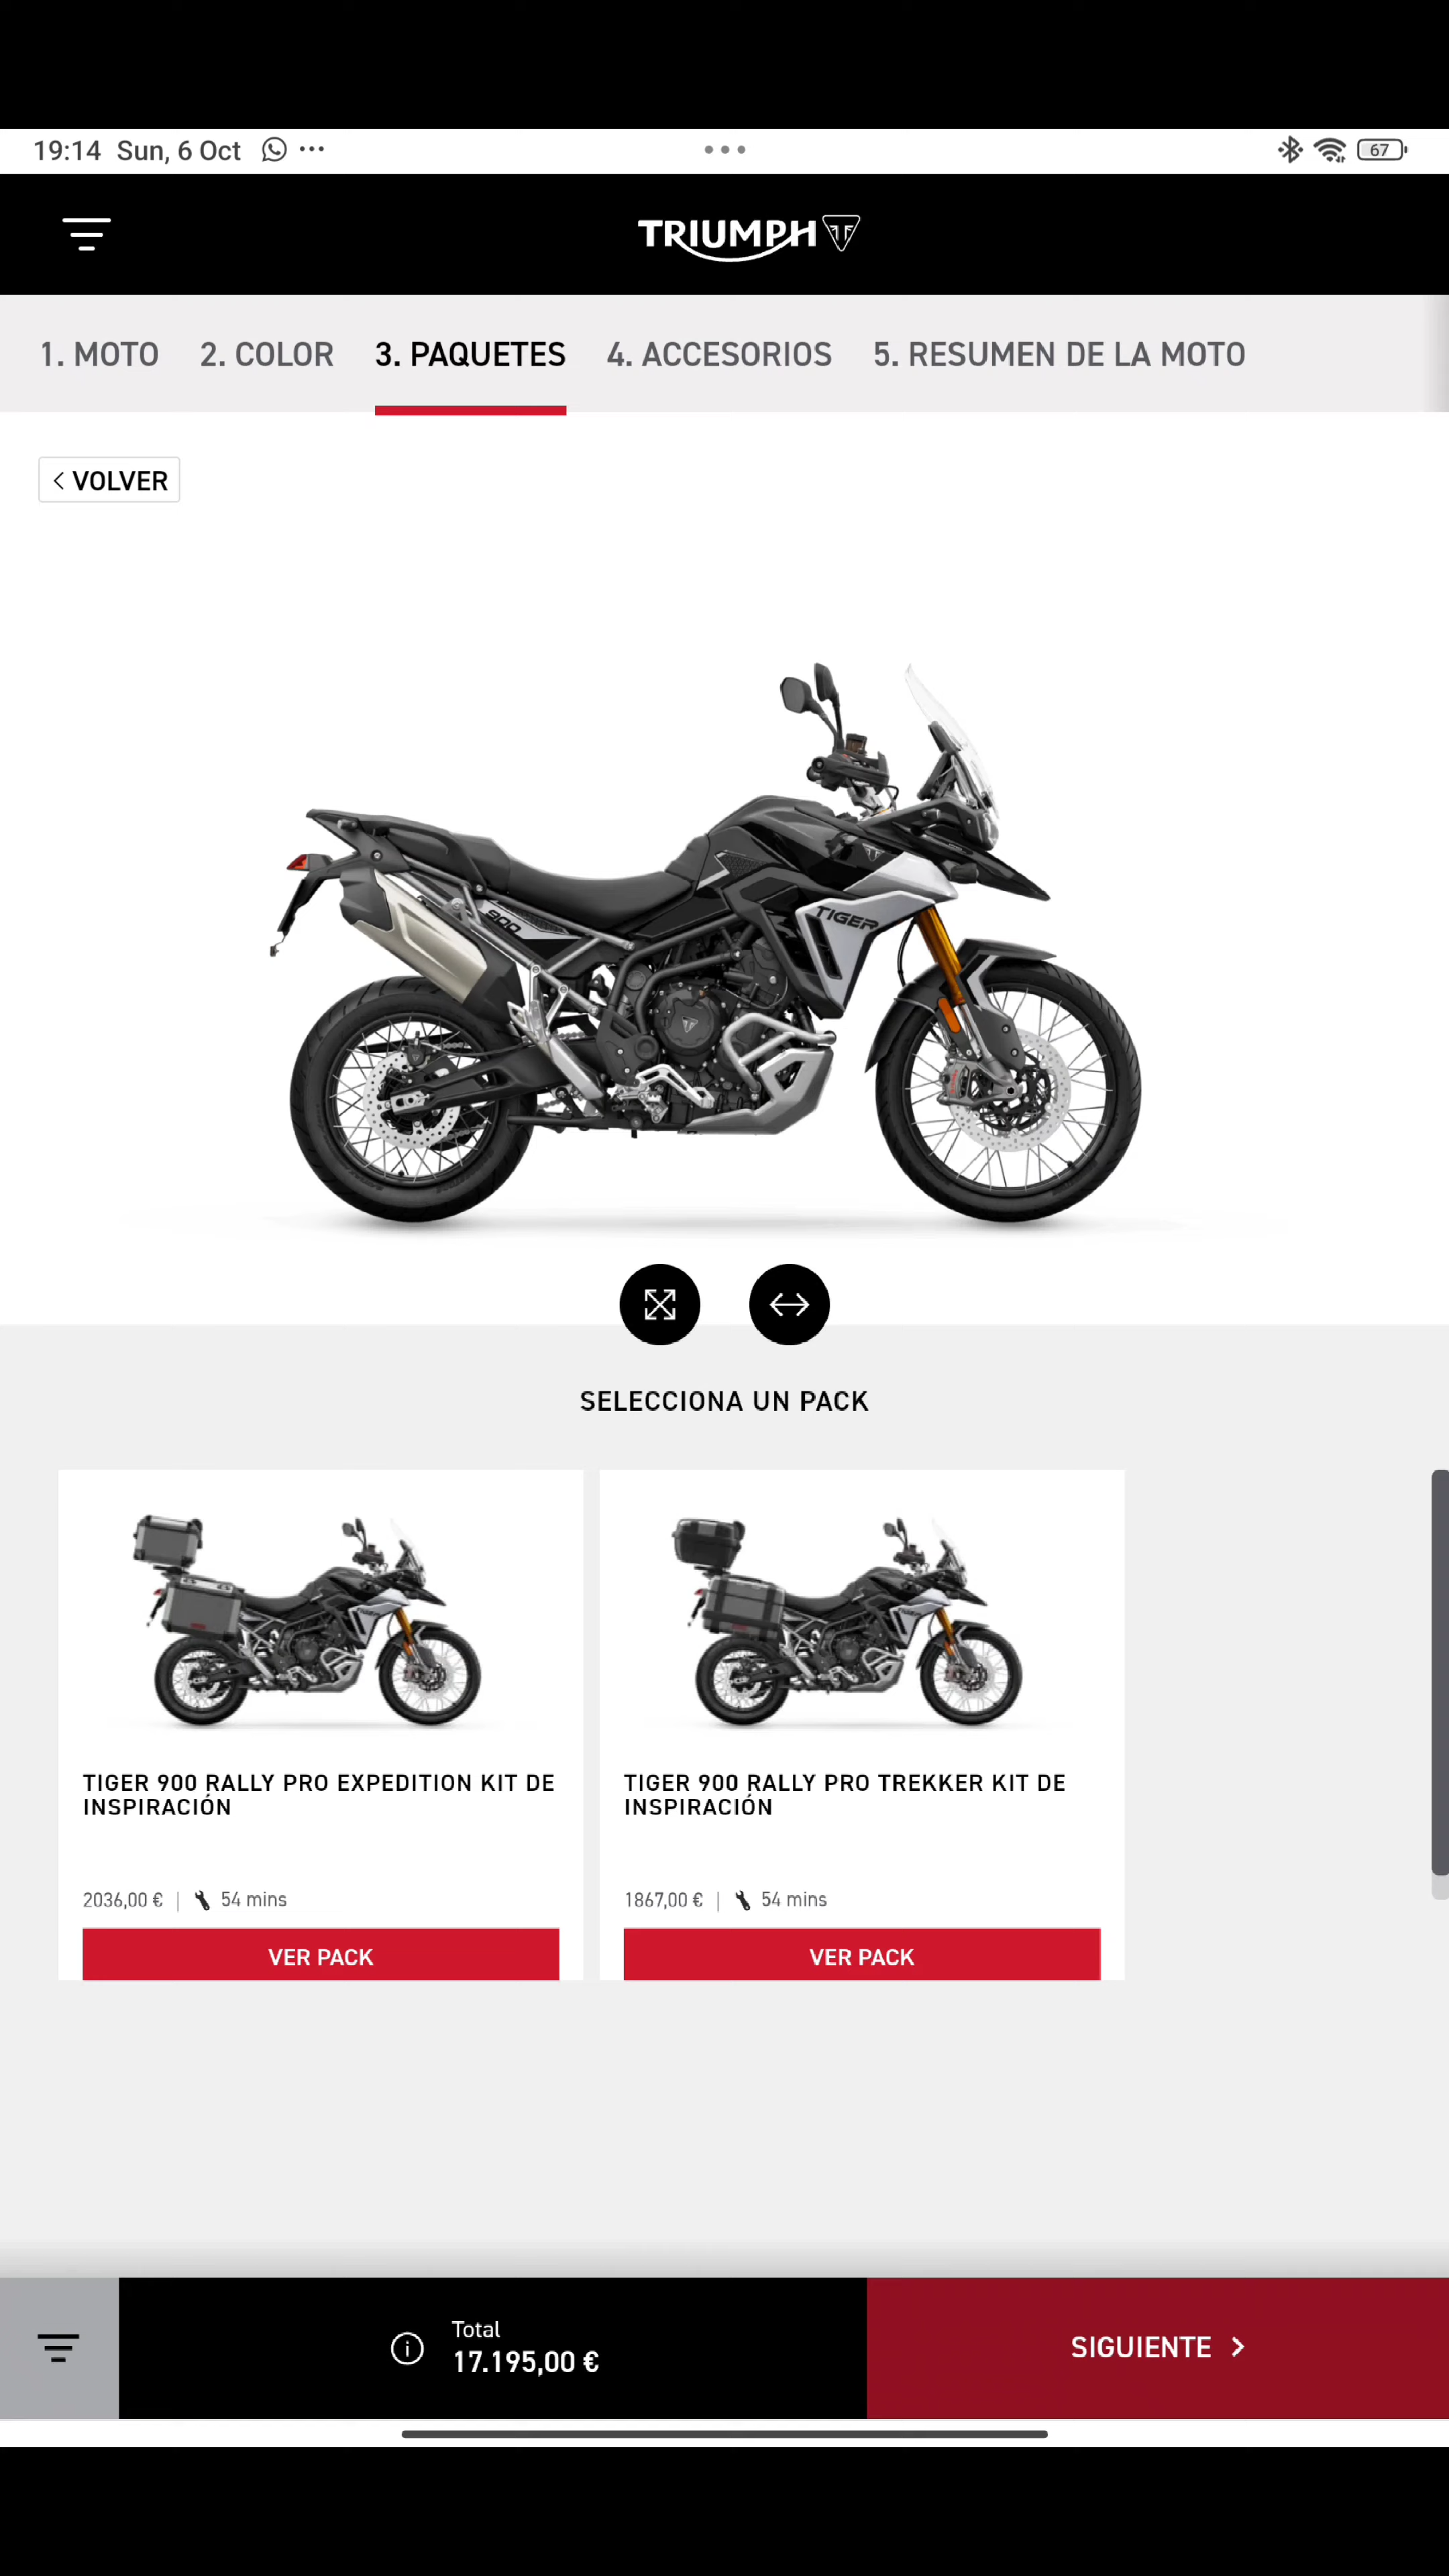 19:14 Sun, 6 Oct
67
TRIUMPH
1. MOTO 2. COLOR 3. PAQUETES 4. ACCESORIOS 5. RESUMEN DE LA MOTO
VOLVER
900
TIGER
SELECCIONA UN PACK
TIGER 900 RALLY PRO EXPEDITION KIT DE
INSPIRACIÓN
2036,00 € | 54 mins
VER PACK
TIGER 900 RALLY PRO TREKKER KIT DE
INSPIRACIÓN
1867,00 € | 54 mins
VER PACK
Total
17.195,00 €
SIGUIENTE